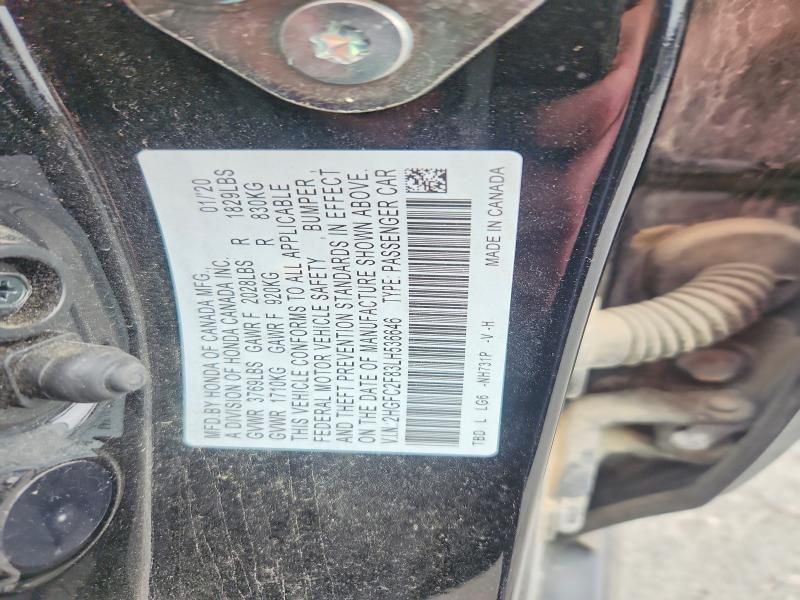 MFD.BY HONDA OF CANADA MFG., 01/20
A DIVISION OF HONDA CANADA INC.
GVWR 3769LBS GAWR F 2028LBS R 1829LBS
GVWR 1710KG GAWR F 920KG R 830KG
THIS VEHICLE CONFORMS TO ALL APPLICABLE
FEDERAL MOTOR VEHICLE SAFETY , BUMPER,
AND THEFT PREVENTION STANDARDS IN EFFECT
ON THE DATE OF MANUFACTURE SHOWN ABOVE.
V.I.N. 2HGFC2F63LH536646 TYPE: PASSENGER CAR
TBD L LG6 -NH731P -V -H MADE IN CANADA